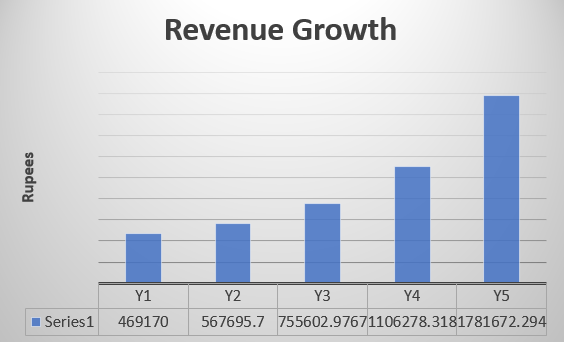 Revenue Growth
Rupees
Y1 Y2 Y3 Y4 Y5
Series1 469170 567695.7 755602.9767 1106278.318 1781672.294